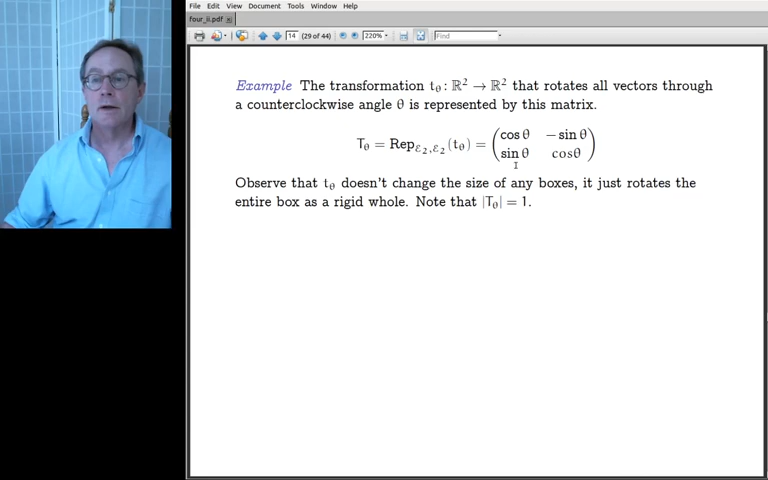 File Edit View Document Tools Window Help
four_ii.pdf
14 (29 of 44) 220% Find
Example The transformation t_θ : ℝ² → ℝ² that rotates all vectors through
a counterclockwise angle θ is represented by this matrix.
T_θ = Rep_{ε₂,ε₂}(t_θ) = ( cos θ − sin θ
sin θ cosθ )
Observe that t_θ doesn't change the size of any boxes, it just rotates the
entire box as a rigid whole. Note that |T_θ| = 1.